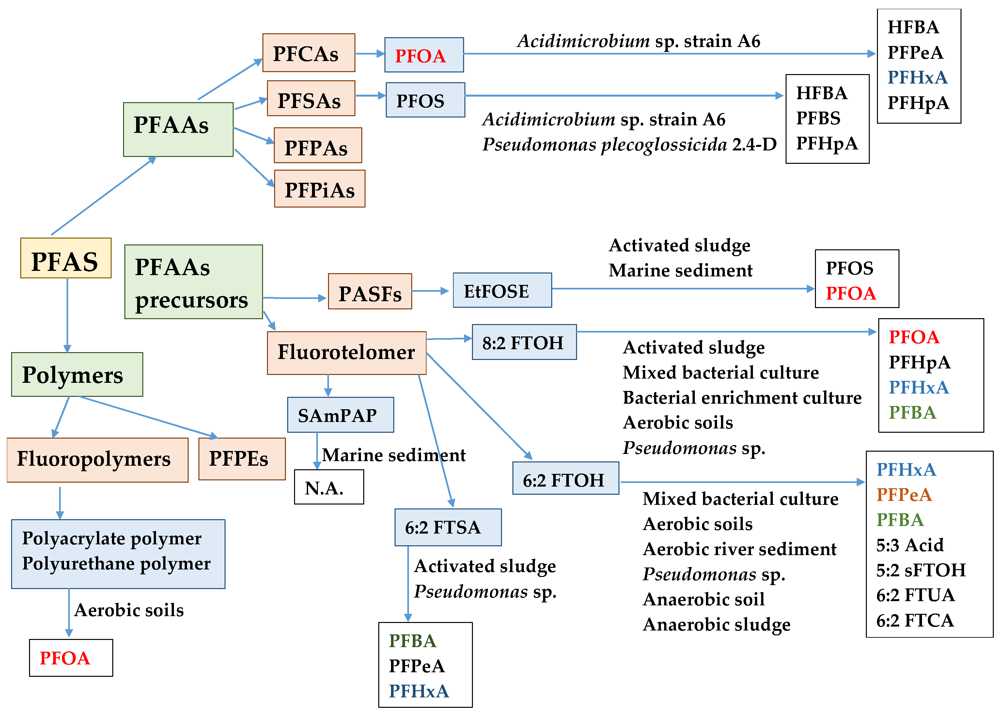 PFCAs
PFOA
Acidimicrobium sp. strain A6
HFBA
PFPeA
PFHxA
PFHpA
PFAAs
PFSAs
PFOS
Acidimicrobium sp. strain A6
Pseudomonas plecoglossicida 2.4-D
HFBA
PFBS
PFHpA
PFPAs
PFPiAs
PFAS
PFAAs
precursors
PASFs
EtFOSE
Activated sludge
Marine sediment
PFOS
PFOA
Fluorotelomer
8:2 FTOH
Activated sludge
Mixed bacterial culture
Bacterial enrichment culture
Aerobic soils
Pseudomonas sp.
PFOA
PFHpA
PFHxA
PFBA
Polymers
SAmPAP
Marine sediment
N.A.
Fluoropolymers
PFPEs
6:2 FTOH
Mixed bacterial culture
Aerobic soils
Aerobic river sediment
Pseudomonas sp.
Anaerobic soil
Anaerobic sludge
PFHxA
PFPeA
PFBA
5:3 Acid
5:2 sFTOH
6:2 FTUA
6:2 FTCA
6:2 FTSA
Activated sludge
Pseudomonas sp.
PFBA
PFPeA
PFHxA
Polyacrylate polymer
Polyurethane polymer
Aerobic soils
PFOA